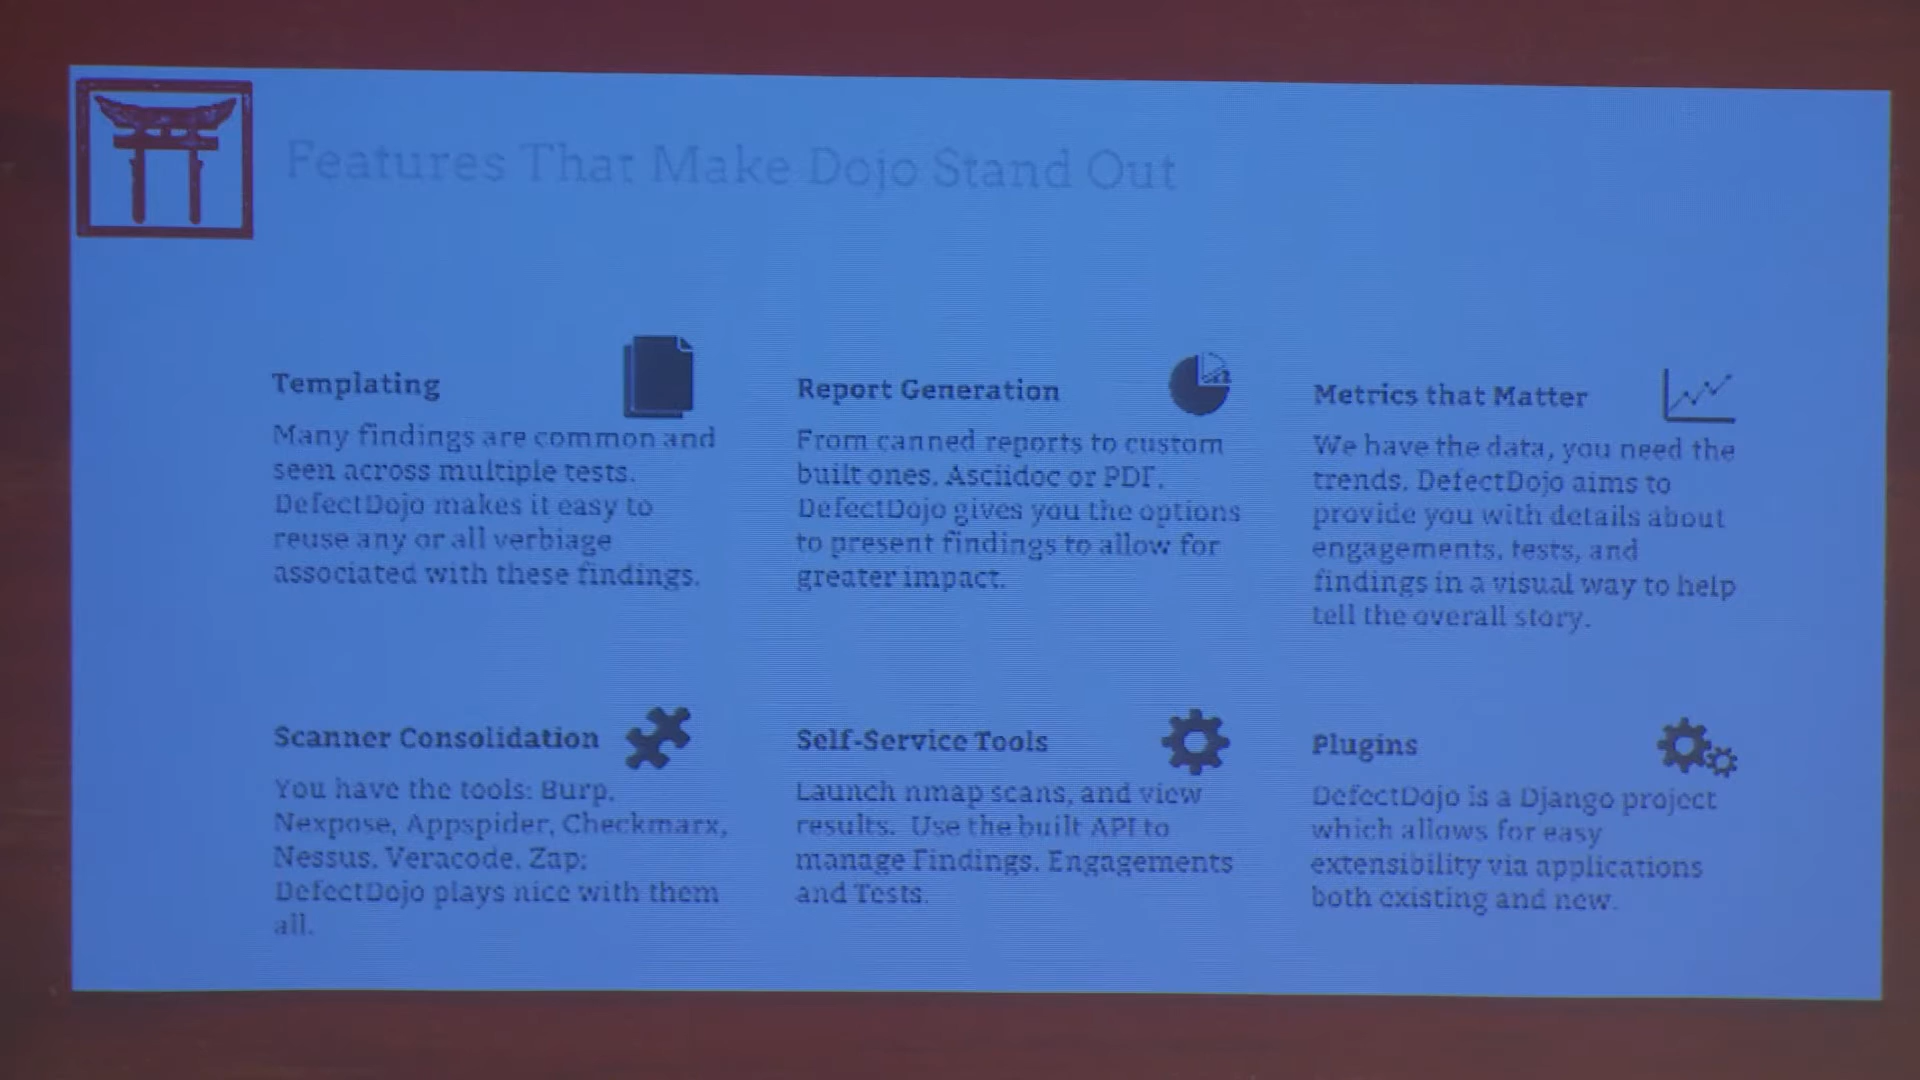 Features That Make Dojo Stand Out
Templating
Many findings are common and
seen across multiple tests.
DefectDojo makes it easy to
reuse any or all verbiage
associated with these findings.
Report Generation
From canned reports to custom
built ones. Asciidoc or PDF.
DefectDojo gives you the options
to present findings to allow for
greater impact.
Metrics that Matter
We have the data, you need the
trends. DefectDojo aims to
provide you with details about
engagements, tests, and
findings in a visual way to help
tell the overall story.
Scanner Consolidation
You have the tools: Burp,
Nexpose, Appspider, Checkmarx,
Nessus, Veracode, Zap;
DefectDojo plays nice with them
all.
Self-Service Tools
Launch nmap scans, and view
results. Use the built API to
manage Findings, Engagements
and Tests.
Plugins
DefectDojo is a Django project
which allows for easy
extensibility via applications
both existing and new.